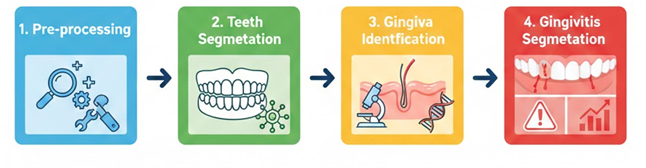 1. Pre-processing
2. Teeth
Segmetation
3. Gingiva
Identfication
4. Gingivitis
Segmetation